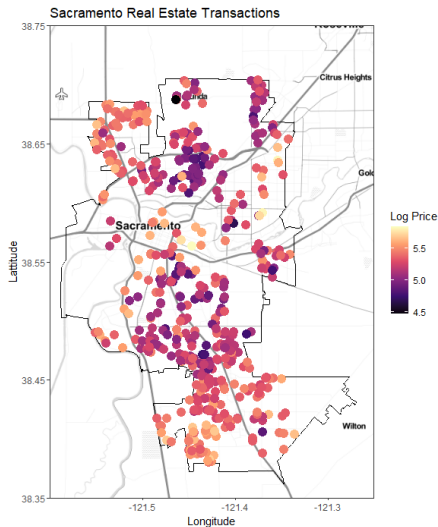 Sacramento Real Estate Transactions
38.75
Citrus Heights
38.65
Sacramento
Log Price
5.5
5.0
4.5
38.55
38.45
Wilton
38.35
-121.5
-121.4
-121.3
Longitude
Lattitude